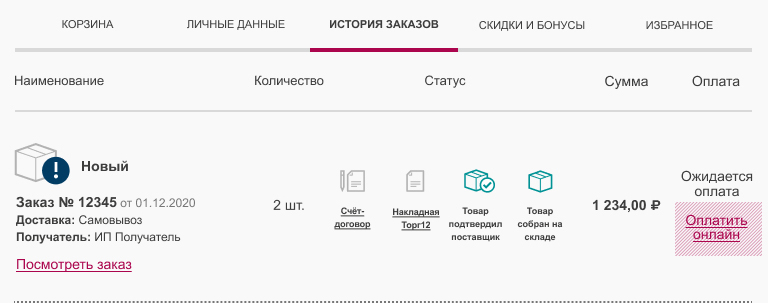 КОРЗИНА ЛИЧНЫЕ ДАННЫЕ ИСТОРИЯ ЗАКАЗОВ СКИДКИ И БОНУСЫ ИЗБРАННОЕ
Наименование Количество Статус Сумма Оплата
Новый
Заказ № 12345 от 01.12.2020
Доставка: Самовывоз
Получатель: ИП Получатель
Посмотреть заказ
2 шт.
Счёт-
договор
Накладная
Торг12
Товар
подтвердил
поставщик
Товар
собран на
складе
1 234,00 ₽
Ожидается
оплата
Оплатить
онлайн